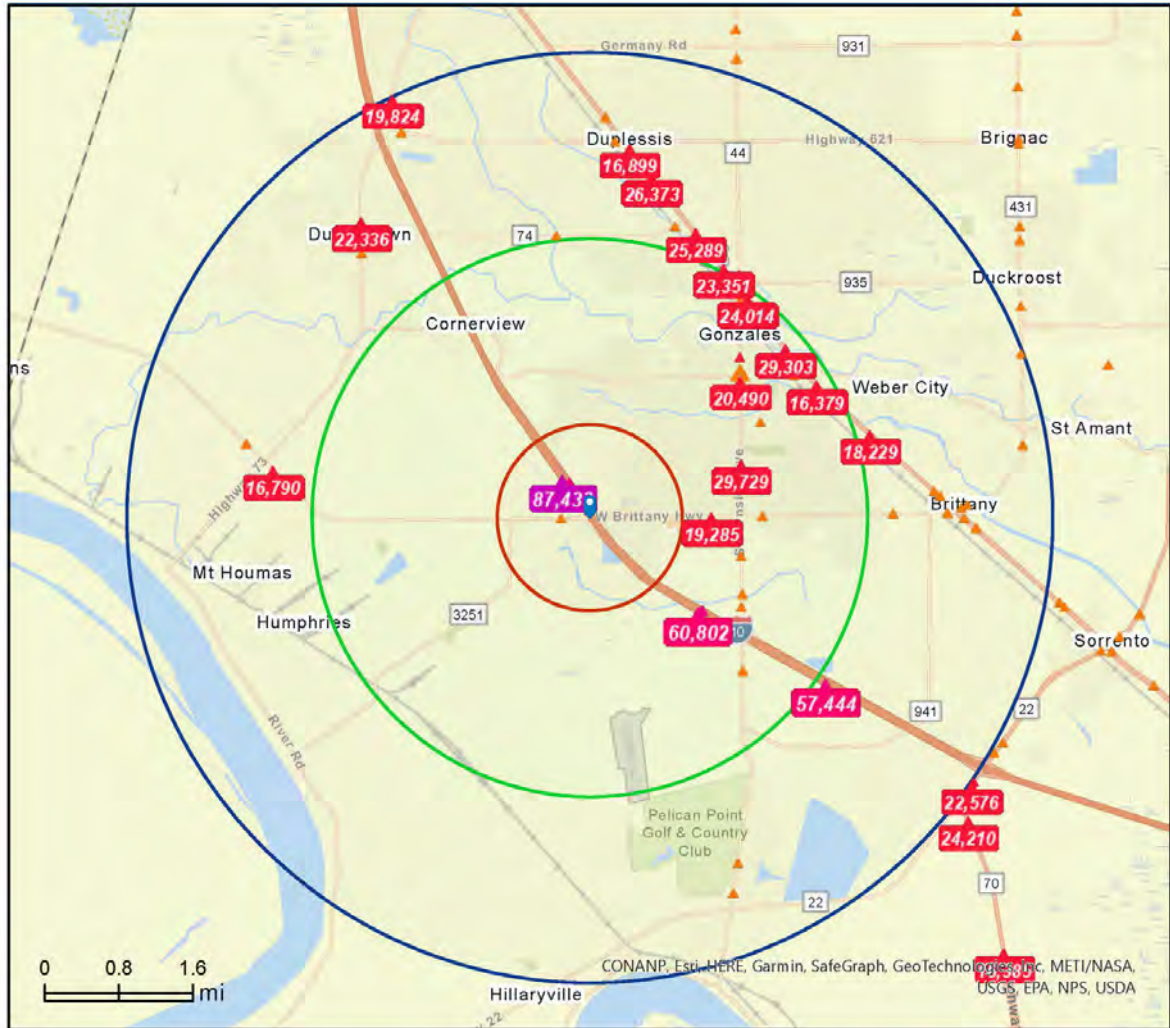 Germany Rd
931
19,824
Duplessis
Highway 621
Brignac
44
16,899
26,373
431
22,336
74
25,289
23,351
935
Duckroost
24,014
Cornerview
Gonzales
29,303
Weber City
20,490
16,379
St Amant
18,229
Highway 73
16,790
29,729
W Brittany Hwy
19,285
Brittany
Mt Houmas
Humphries
3251
60,802
10
Sorrento
57,444
941
22
River Rd
22,576
Pelican Point
Golf & Country
Club
24,210
70
22
0 0.8 1.6
mi
CONANP, Esri, HERE, Garmin, SafeGraph, GeoTechnologies, Inc, METI/NASA,
USGS, EPA, NPS, USDA
Hillaryville
22